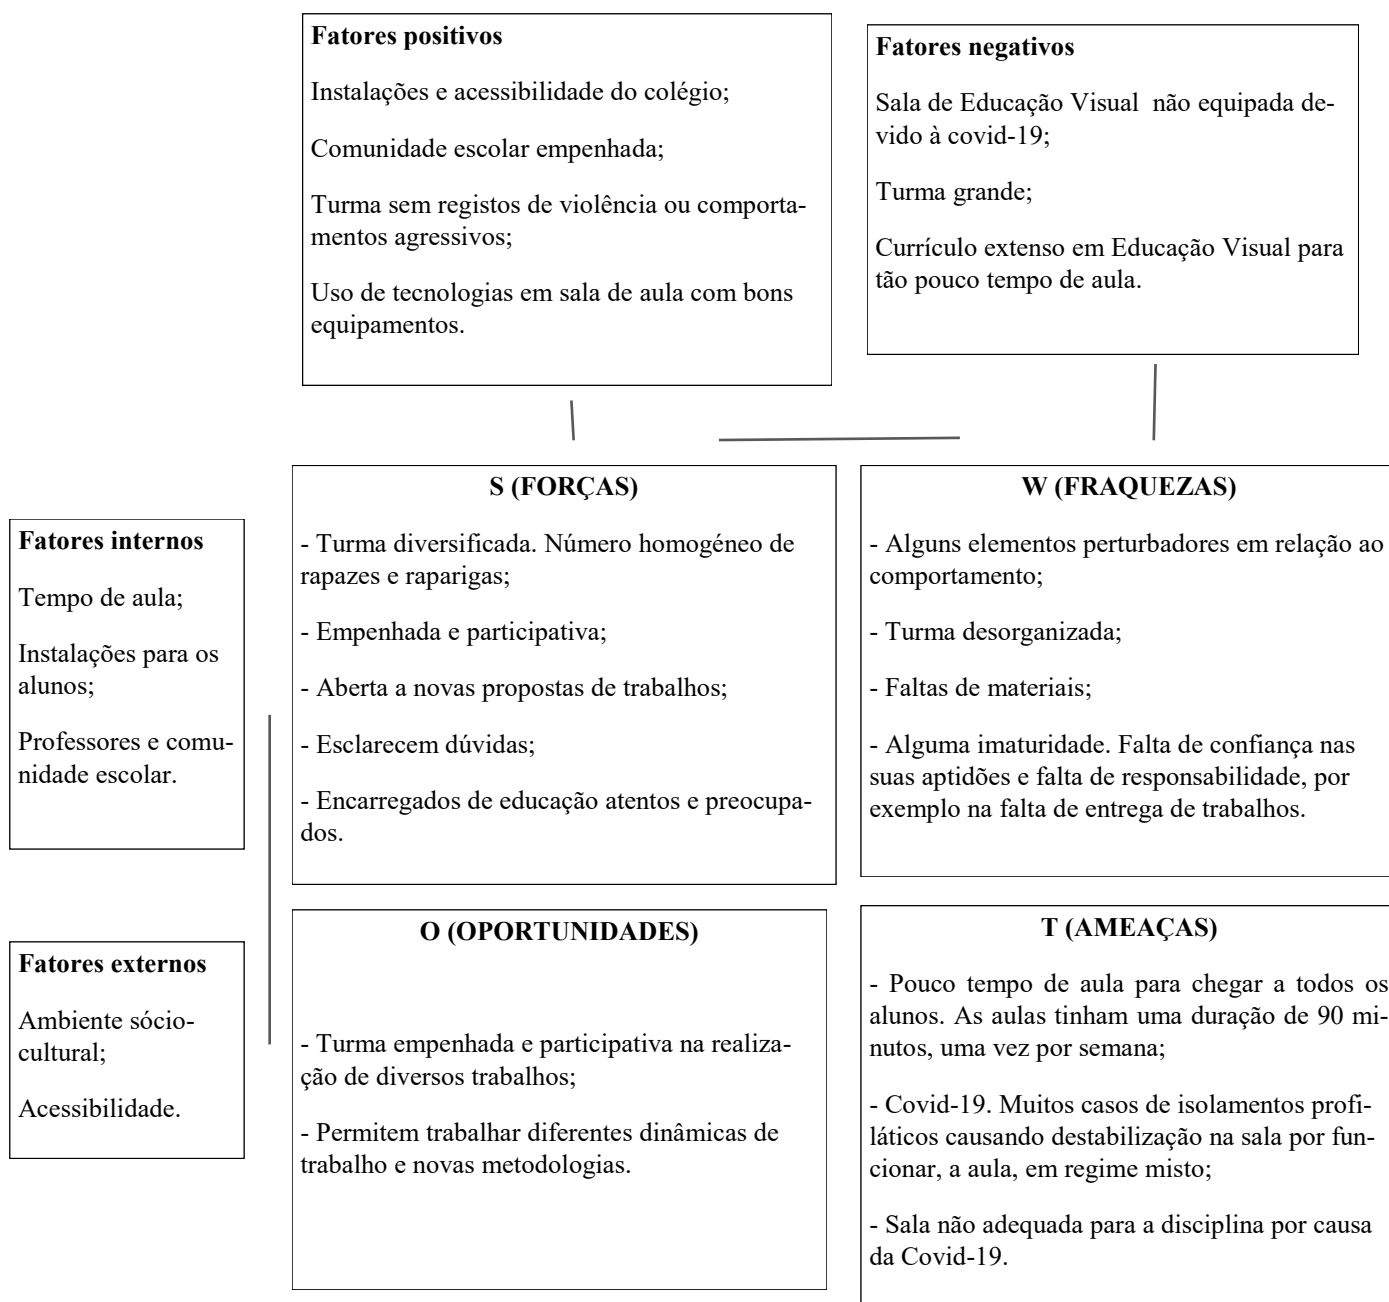 Fatores positivos
Instalações e acessibilidade do colégio;
Comunidade escolar empenhada;
Turma sem registos de violência ou comporta-
mentos agressivos;
Uso de tecnologias em sala de aula com bons
equipamentos.
Fatores negativos
Sala de Educação Visual não equipada de-
vido à covid-19;
Turma grande;
Currículo extenso em Educação Visual para
tão pouco tempo de aula.
Fatores internos
Tempo de aula;
Instalações para os
alunos;
Professores e comu-
nidade escolar.
S (FORÇAS)
- Turma diversificada. Número homogéneo de
rapazes e raparigas;
- Empenhada e participativa;
- Aberta a novas propostas de trabalhos;
- Esclarecem dúvidas;
- Encarregados de educação atentos e preocupa-
dos.
W (FRAQUEZAS)
- Alguns elementos perturbadores em relação ao
comportamento;
- Turma desorganizada;
- Faltas de materiais;
- Alguma imaturidade. Falta de confiança nas
suas aptidões e falta de responsabilidade, por
exemplo na falta de entrega de trabalhos.
Fatores externos
Ambiente sócio-
cultural;
Acessibilidade.
O (OPORTUNIDADES)
- Turma empenhada e participativa na realiza-
ção de diversos trabalhos;
- Permitem trabalhar diferentes dinâmicas de
trabalho e novas metodologias.
T (AMEAÇAS)
- Pouco tempo de aula para chegar a todos os
alunos. As aulas tinham uma duração de 90 mi-
nutos, uma vez por semana;
- Covid-19. Muitos casos de isolamentos profi-
láticos causando destabilização na sala por fun-
cionar, a aula, em regime misto;
- Sala não adequada para a disciplina por causa
da Covid-19.